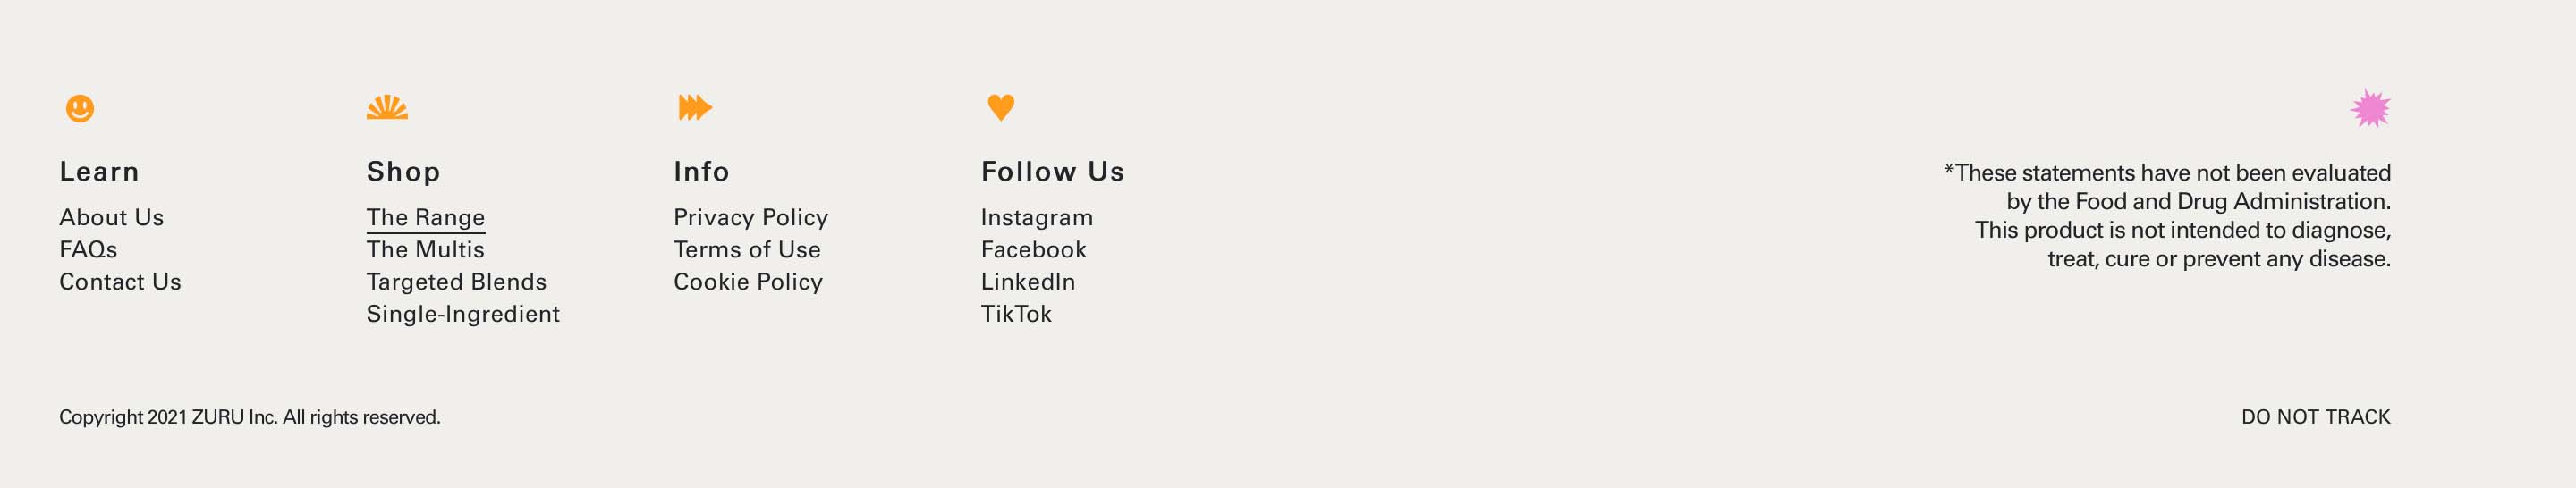 Learn
About Us
FAQs
Contact Us
Shop
The Range
The Multis
Targeted Blends
Single-Ingredient
Info
Privacy Policy
Terms of Use
Cookie Policy
Follow Us
Instagram
Facebook
LinkedIn
TikTok
*These statements have not been evaluated
by the Food and Drug Administration.
This product is not intended to diagnose,
treat, cure or prevent any disease.
Copyright 2021 ZURU Inc. All rights reserved.
DO NOT TRACK